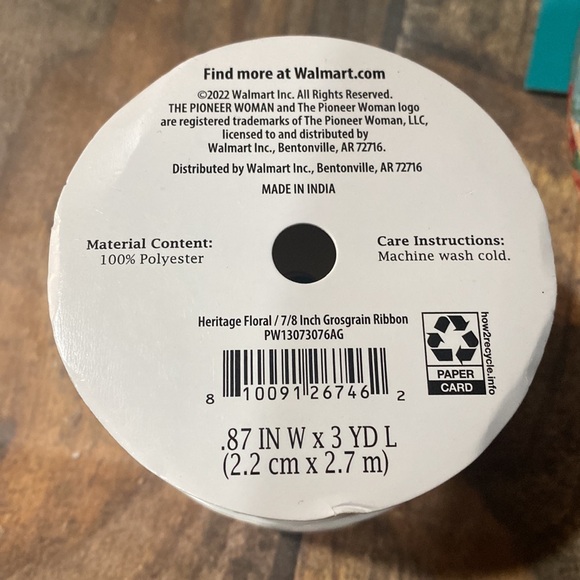 Find more at Walmart.com
©2022 Walmart Inc. All Rights Reserved.
THE PIONEER WOMAN and The Pioneer Woman logo
are registered trademarks of The Pioneer Woman, LLC,
licensed to and distributed by
Walmart Inc., Bentonville, AR 72716.
Distributed by Walmart Inc., Bentonville, AR 72716
MADE IN INDIA
Material Content:
100% Polyester
Care Instructions:
Machine wash cold.
Heritage Floral / 7/8 Inch Grosgrain Ribbon
PW13073076AG
8 10091 26746 2
how2recycle.info
PAPER
CARD
.87 IN W x 3 YD L
(2.2 cm x 2.7 m)